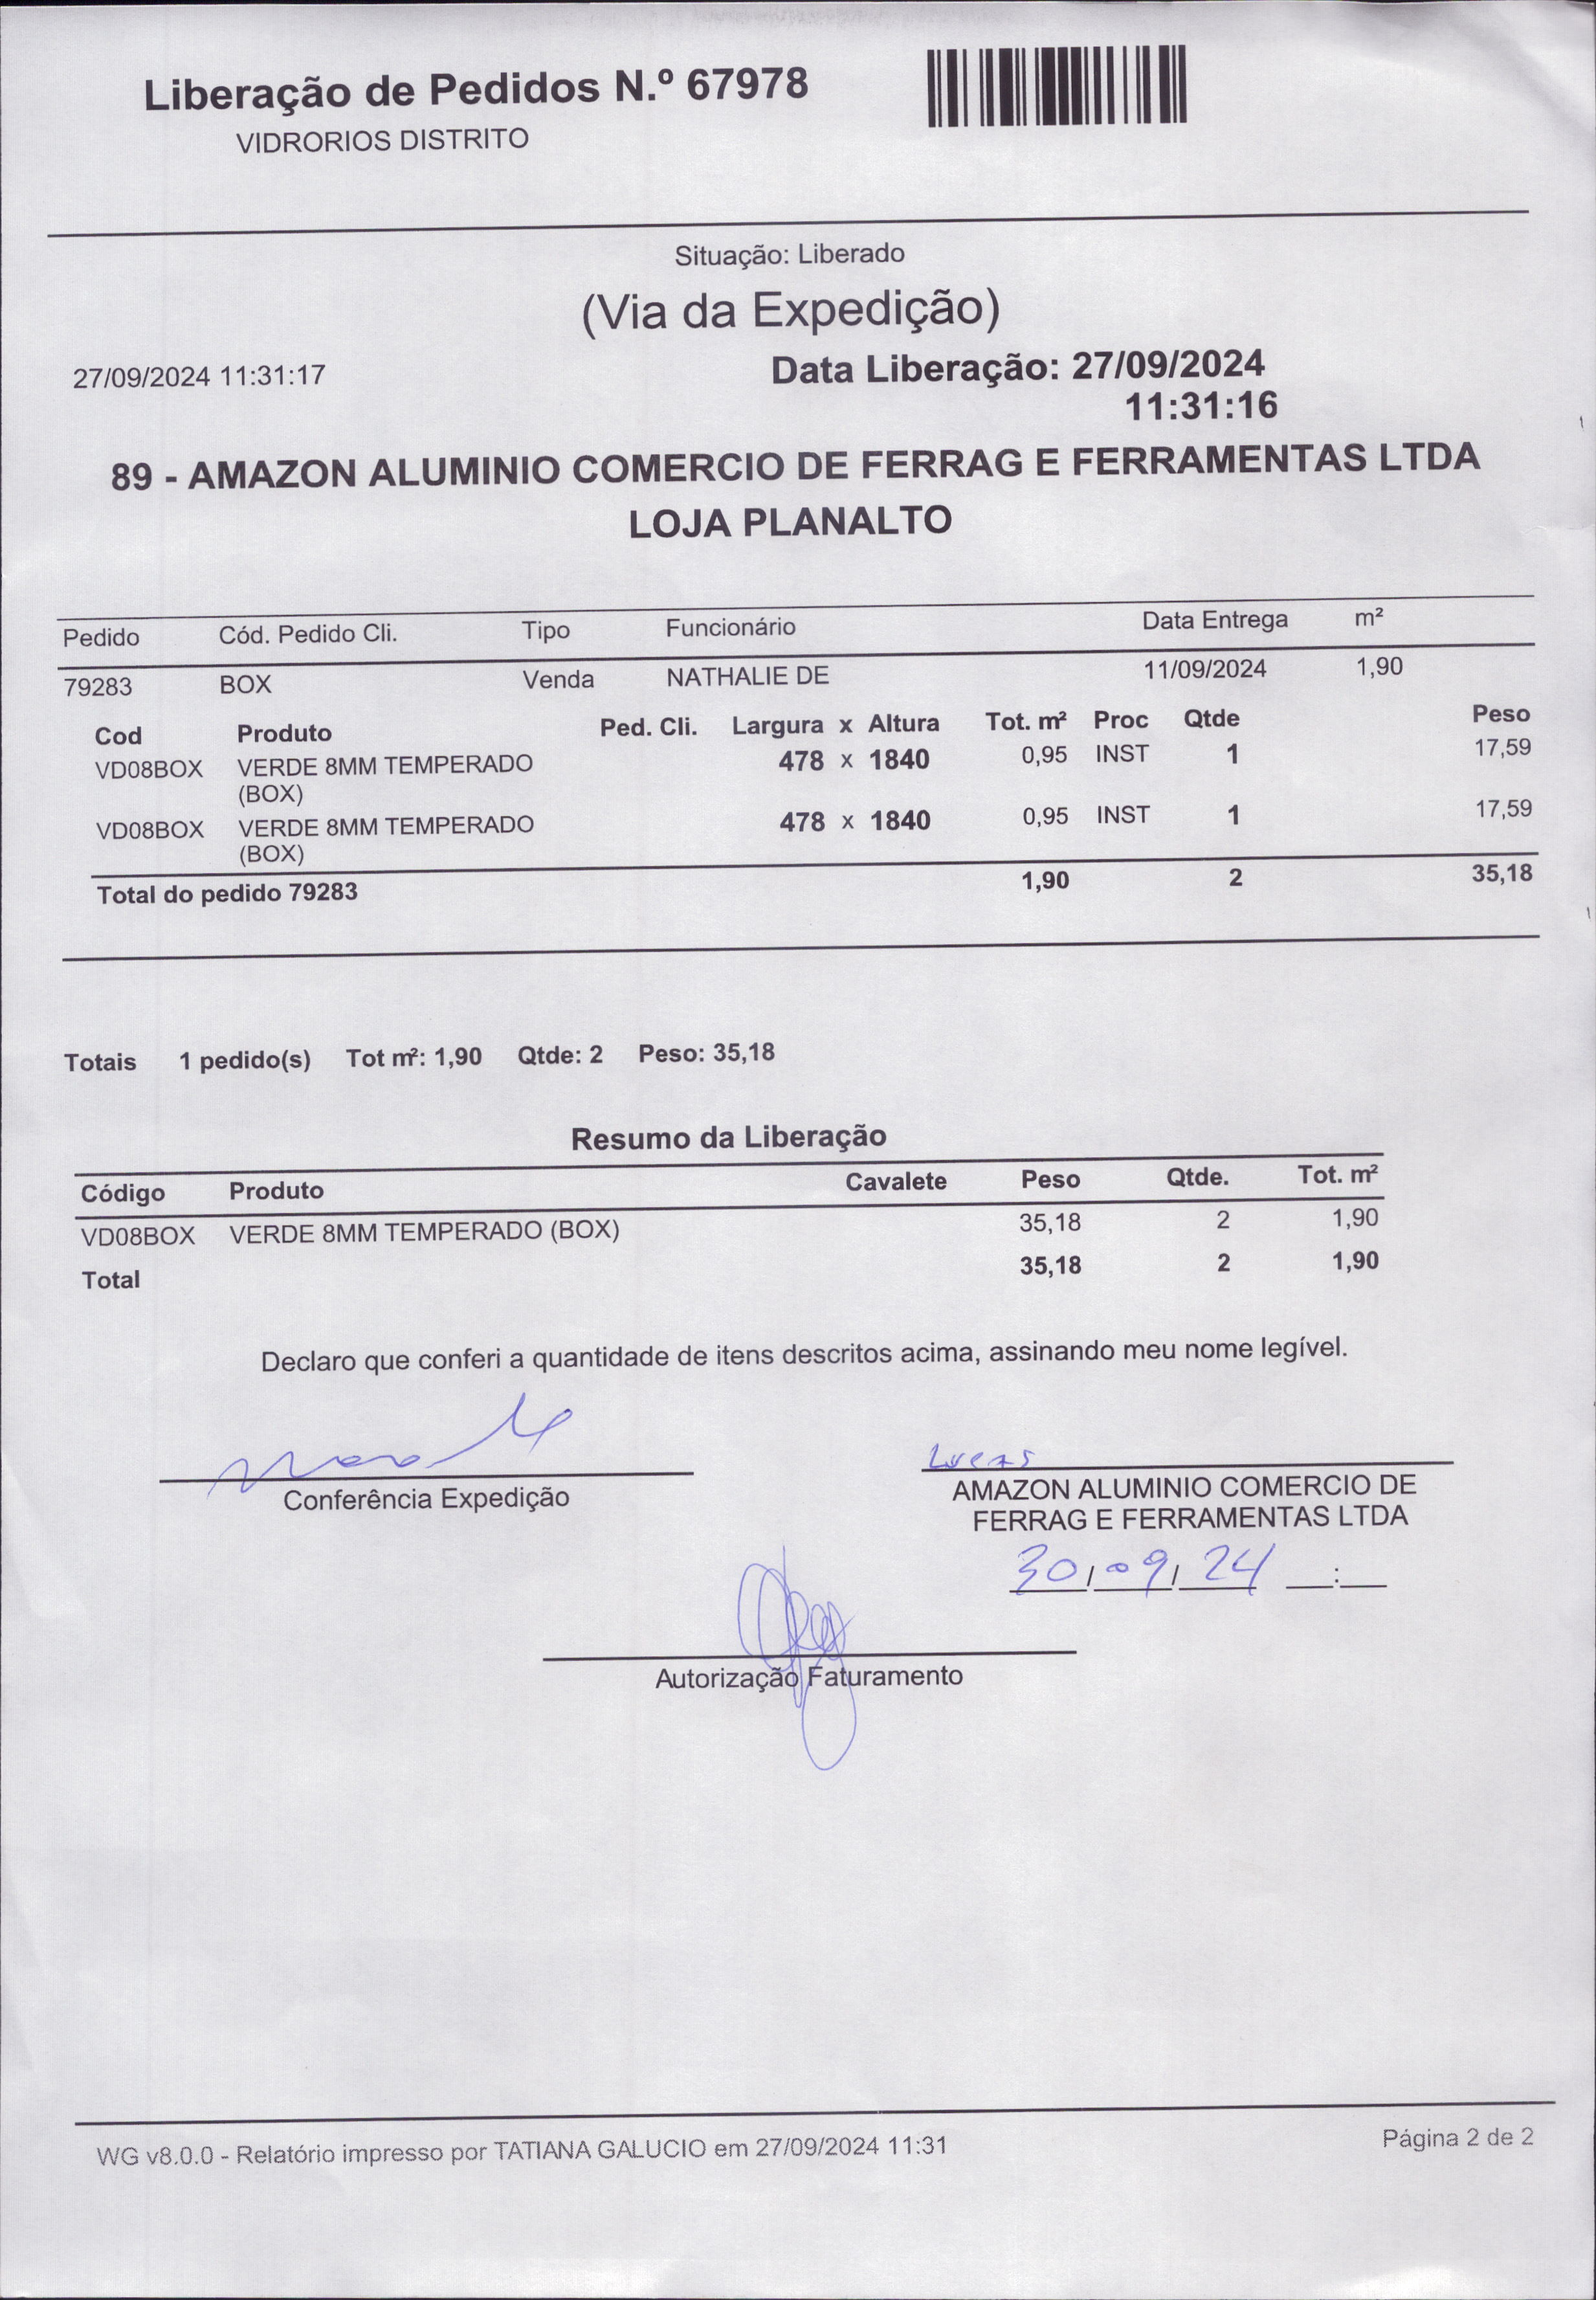 Liberação de Pedidos N.º 67978
VIDRORIOS DISTRITO
Situação: Liberado
(Via da Expedição)
27/09/2024 11:31:17
Data Liberação: 27/09/2024
11:31:16
89 - AMAZON ALUMINIO COMERCIO DE FERRAG E FERRAMENTAS LTDA
LOJA PLANALTO
Pedido Cód. Pedido Cli. Tipo Funcionário Data Entrega m²
79283 BOX Venda NATHALIE DE 11/09/2024 1,90
Cod Produto Ped. Cli. Largura x Altura Tot. m² Proc Qtde Peso
VD08BOX VERDE 8MM TEMPERADO 478 x 1840 0,95 INST 1 17,59
(BOX)
VD08BOX VERDE 8MM TEMPERADO 478 x 1840 0,95 INST 1 17,59
(BOX)
Total do pedido 79283 1,90 2 35,18
Totais 1 pedido(s) Tot m²: 1,90 Qtde: 2 Peso: 35,18
Resumo da Liberação
Código Produto Cavalete Peso Qtde. Tot. m²
VD08BOX VERDE 8MM TEMPERADO (BOX) 35,18 2 1,90
Total 35,18 2 1,90
Declaro que conferi a quantidade de itens descritos acima, assinando meu nome legível.
Lucas
Conferência Expedição
AMAZON ALUMINIO COMERCIO DE
FERRAG E FERRAMENTAS LTDA
30/09/24 __:__
Autorização Faturamento
WG v8.0.0 - Relatório impresso por TATIANA GALUCIO em 27/09/2024 11:31
Página 2 de 2